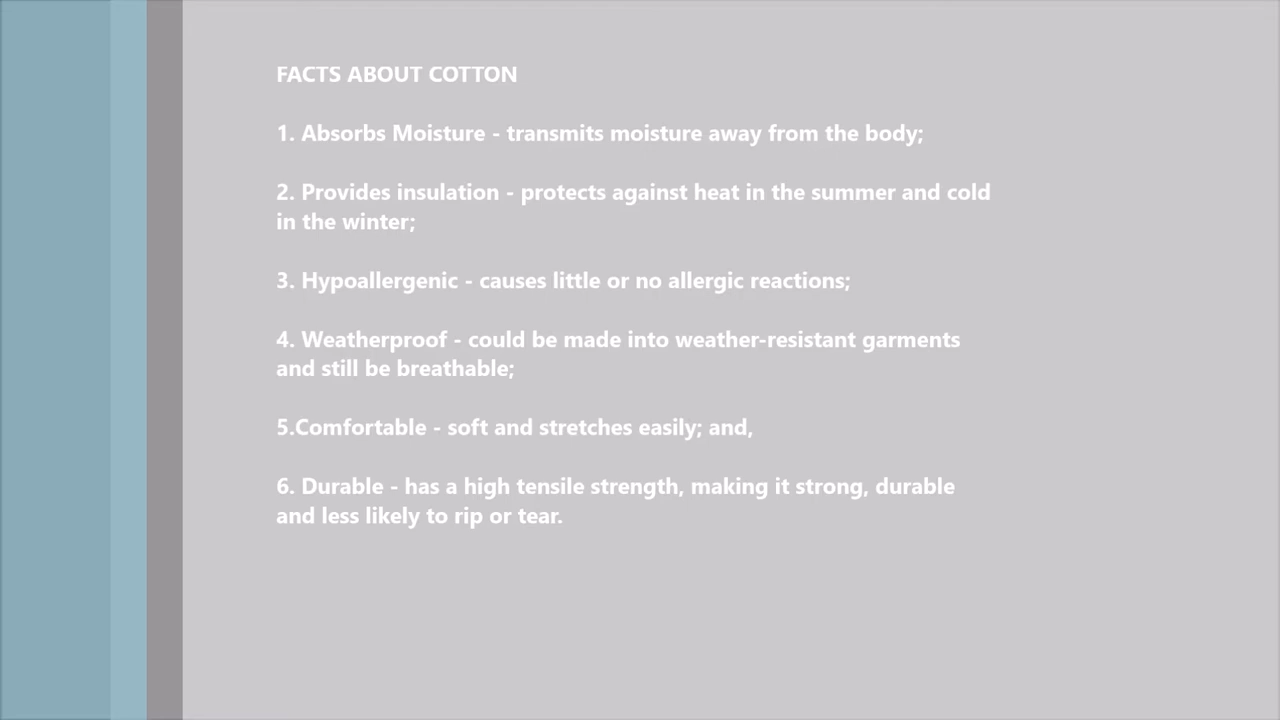 FACTS ABOUT COTTON
1. Absorbs Moisture - transmits moisture away from the body;
2. Provides insulation - protects against heat in the summer and cold
in the winter;
3. Hypoallergenic - causes little or no allergic reactions;
4. Weatherproof - could be made into weather-resistant garments
and still be breathable;
5.Comfortable - soft and stretches easily; and,
6. Durable - has a high tensile strength, making it strong, durable
and less likely to rip or tear.